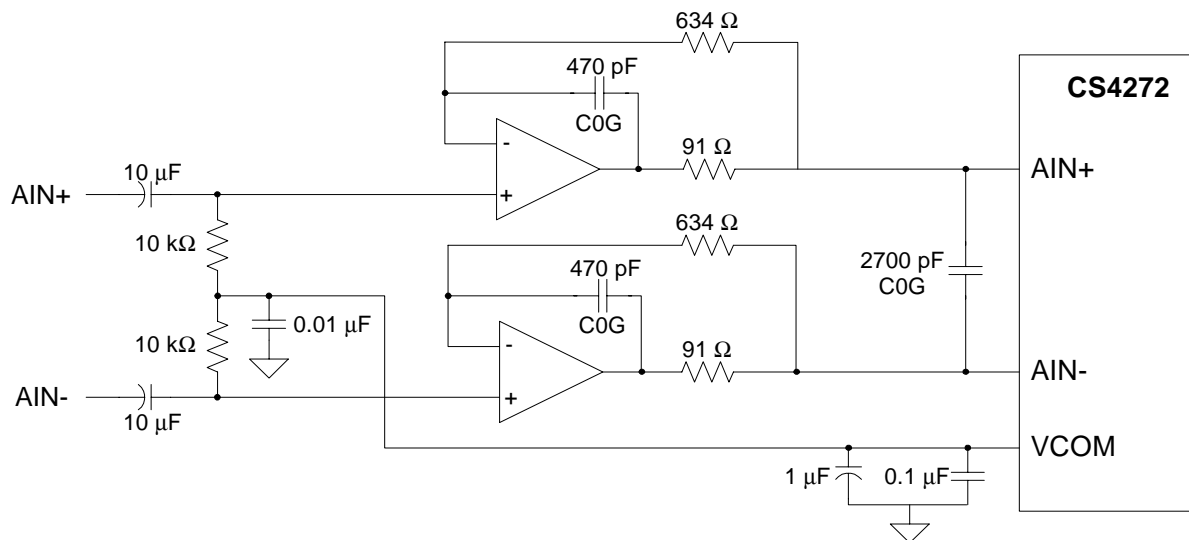 634 Ω
470 pF
C0G
CS4272
-
91 Ω
10 µF
AIN+
+
AIN+
634 Ω
10 kΩ
470 pF
2700 pF
C0G
C0G
0.01 µF
10 kΩ
91 Ω
-
AIN-
AIN-
+
10 µF
VCOM
1 µF
0.1 µF